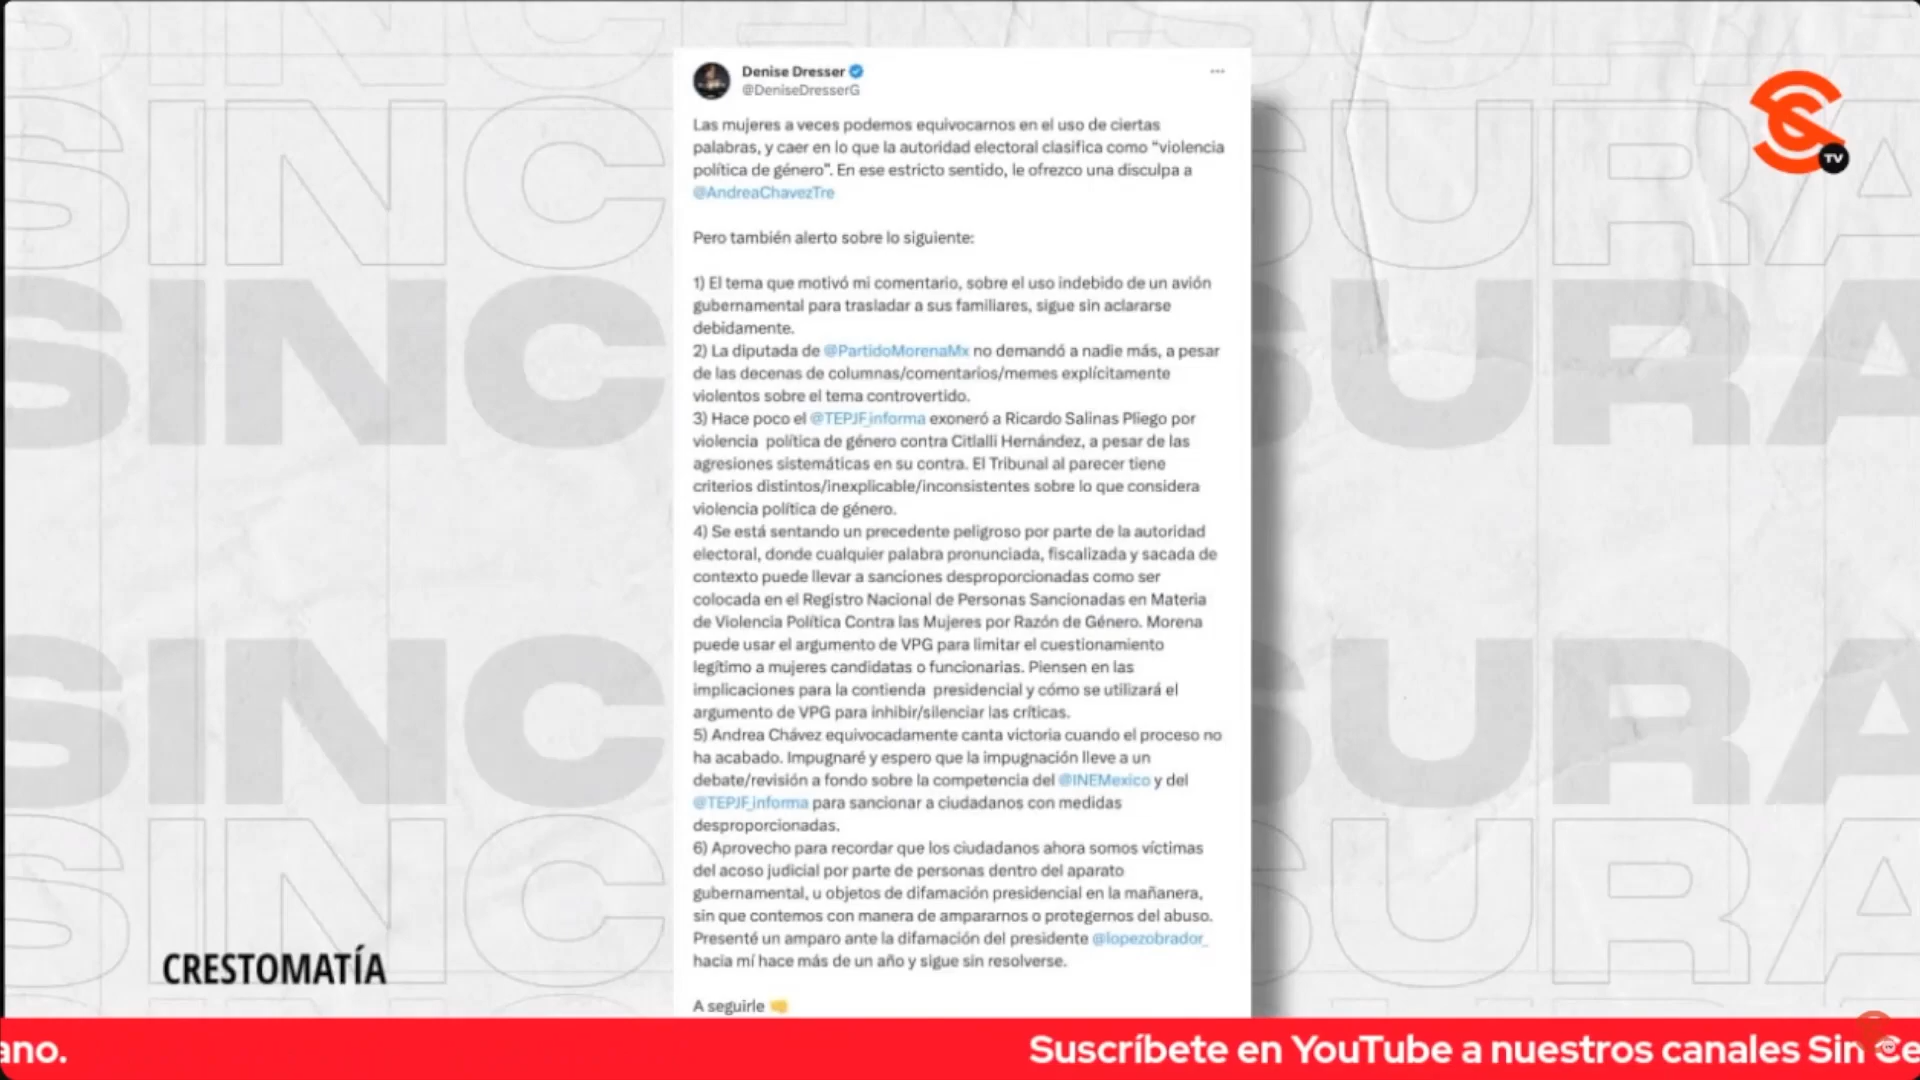 Denise Dresser
@DeniseDresserG
Las mujeres a veces podemos equivocarnos en el uso de ciertas
palabras, y caer en lo que la autoridad electoral clasifica como “violencia
política de género”. En ese estricto sentido, le ofrezco una disculpa a
@AndreaChavezTre
Pero también alerto sobre lo siguiente:
1) El tema que motivó mi comentario, sobre el uso indebido de un avión
gubernamental para trasladar a sus familiares, sigue sin aclararse
debidamente.
2) La diputada de @PartidoMorenaMx no demandó a nadie más, a pesar
de las decenas de columnas/comentarios/memes explícitamente
violentos sobre el tema controvertido.
3) Hace poco el @TEPJF_informa exoneró a Ricardo Salinas Pliego por
violencia política de género contra Citlalli Hernández, a pesar de las
agresiones sistemáticas en su contra. El Tribunal al parecer tiene
criterios distintos/inexplicable/inconsistentes sobre lo que considera
violencia política de género.
4) Se está sentando un precedente peligroso por parte de la autoridad
electoral, donde cualquier palabra pronunciada, fiscalizada y sacada de
contexto puede llevar a sanciones desproporcionadas como ser
colocada en el Registro Nacional de Personas Sancionadas en Materia
de Violencia Política Contra las Mujeres por Razón de Género. Morena
puede usar el argumento de VPG para limitar el cuestionamiento
legítimo a mujeres candidatas o funcionarias. Piensen en las
implicaciones para la contienda presidencial y cómo se utilizará el
argumento de VPG para inhibir/silenciar las críticas.
5) Andrea Chávez equivocadamente canta victoria cuando el proceso no
ha acabado. Impugnaré y espero que la impugnación lleve a un
debate/revisión a fondo sobre la competencia del @INEMexico y del
@TEPJF_informa para sancionar a ciudadanos con medidas
desproporcionadas.
6) Aprovecho para recordar que los ciudadanos ahora somos víctimas
del acoso judicial por parte de personas dentro del aparato
gubernamental, u objetos de difamación presidencial en la mañanera,
sin que contemos con manera de ampararnos o protegernos del abuso.
Presenté un amparo ante la difamación del presidente @lopezobrador_
hacia mí hace más de un año y sigue sin resolverse.
A seguirle
TV
SINC SURA
SINC SURA
SINC SURA
SINC SURA
CRESTOMATÍA
ano.
Suscríbete en YouTube a nuestros canales Sin Ce